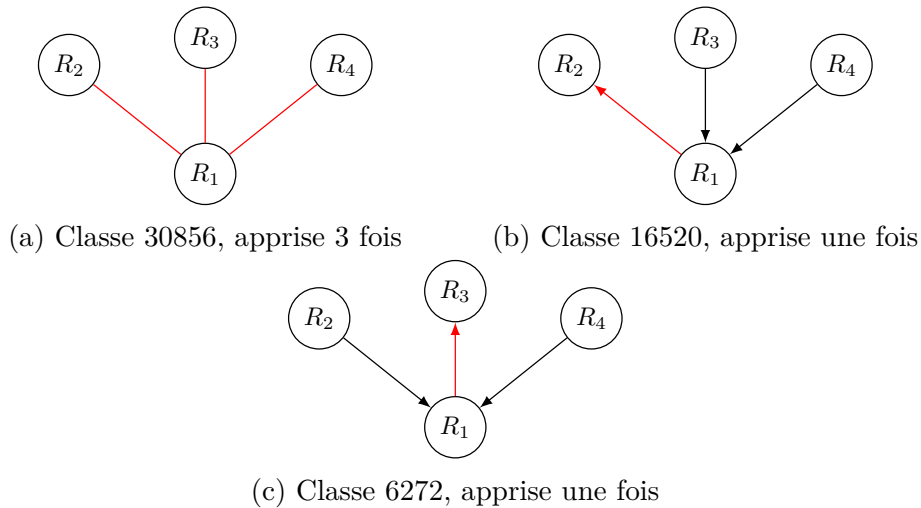 R₃
R₂
R₄
R₁
(a) Classe 30856, apprise 3 fois
R₃
R₂
R₄
R₁
(b) Classe 16520, apprise une fois
R₃
R₂
R₄
R₁
(c) Classe 6272, apprise une fois